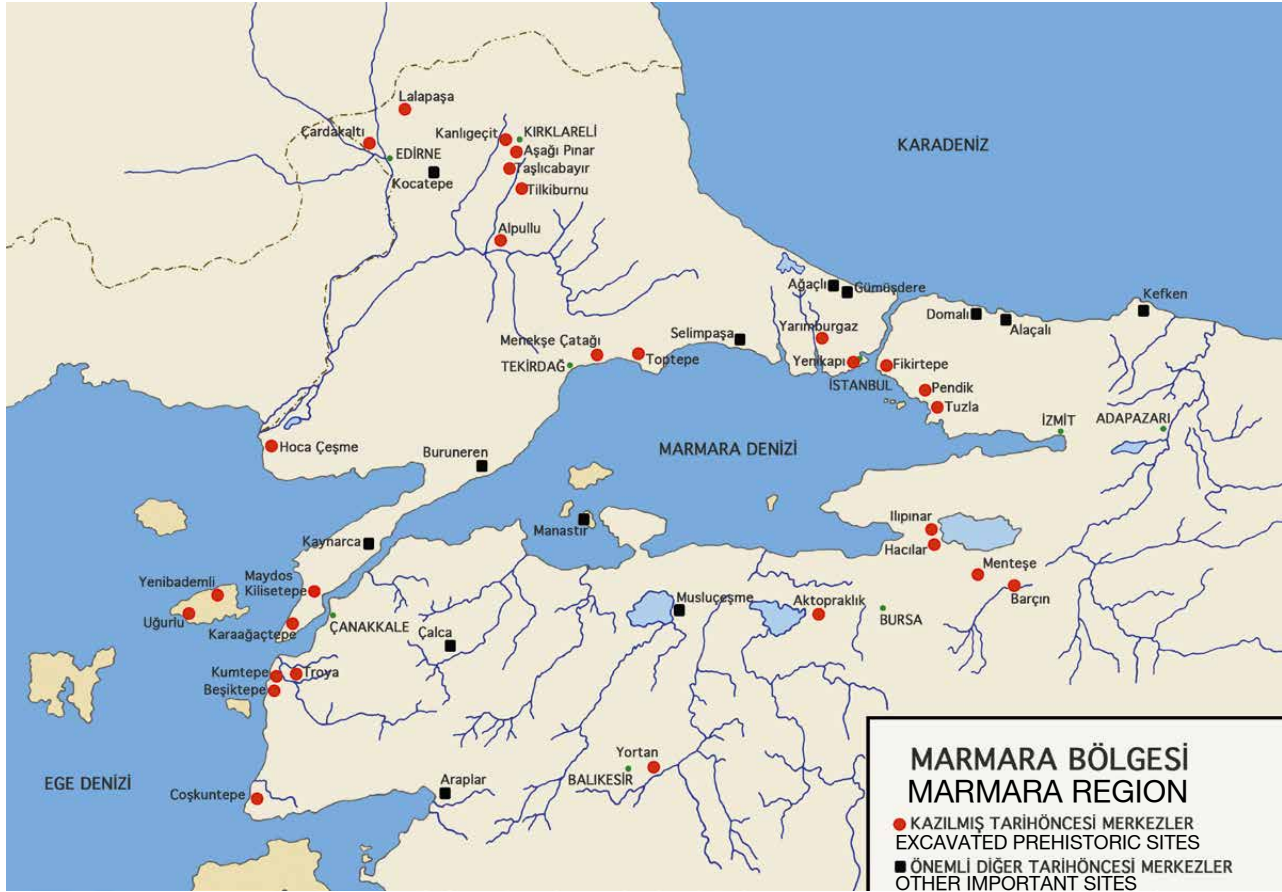 Lalapaşa
Çardakaltı
EDİRNE
Kocatepe
Kanlıgeçit
KIRKLARELİ
Aşağı Pınar
Taşlıcabayır
Tilkiburnu
Alpullu
KARADENİZ
Ağaçlı
Gümüşdere
Kefken
Domalı
Alaçalı
Yarımburgaz
Selimpaşa
Menekşe Çatağı
Toptepe
TEKİRDAĞ
Yenikapı
İSTANBUL
Fikirtepe
Pendik
Tuzla
İZMİT
ADAPAZARI
Hoca Çeşme
Buruneren
MARMARA DENİZİ
Manastır
Kaynarca
Ilıpınar
Hacılar
Menteşe
Barçın
Yenibademli
Uğurlu
Maydos
Kilisetepe
Karaağaçtepe
ÇANAKKALE
Çalca
Musluçeşme
Aktopraklık
BURSA
Kumtepe
Troya
Beşiktepe
EGE DENİZİ
Coşkuntepe
Araplar
Yortan
BALIKESİR
MARMARA BÖLGESİ
MARMARA REGION
KAZILMIŞ TARİHÖNCESİ MERKEZLER
EXCAVATED PREHISTORIC SITES
ÖNEMLİ DİĞER TARİHÖNCESİ MERKEZLER
OTHER IMPORTANT SITES